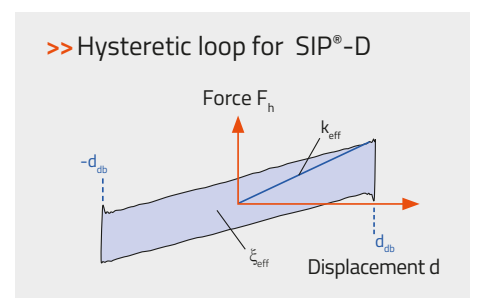 >> Hysteretic loop for SIP®-D
Force Fh
keff
-ddb
ξeff
ddb
Displacement d